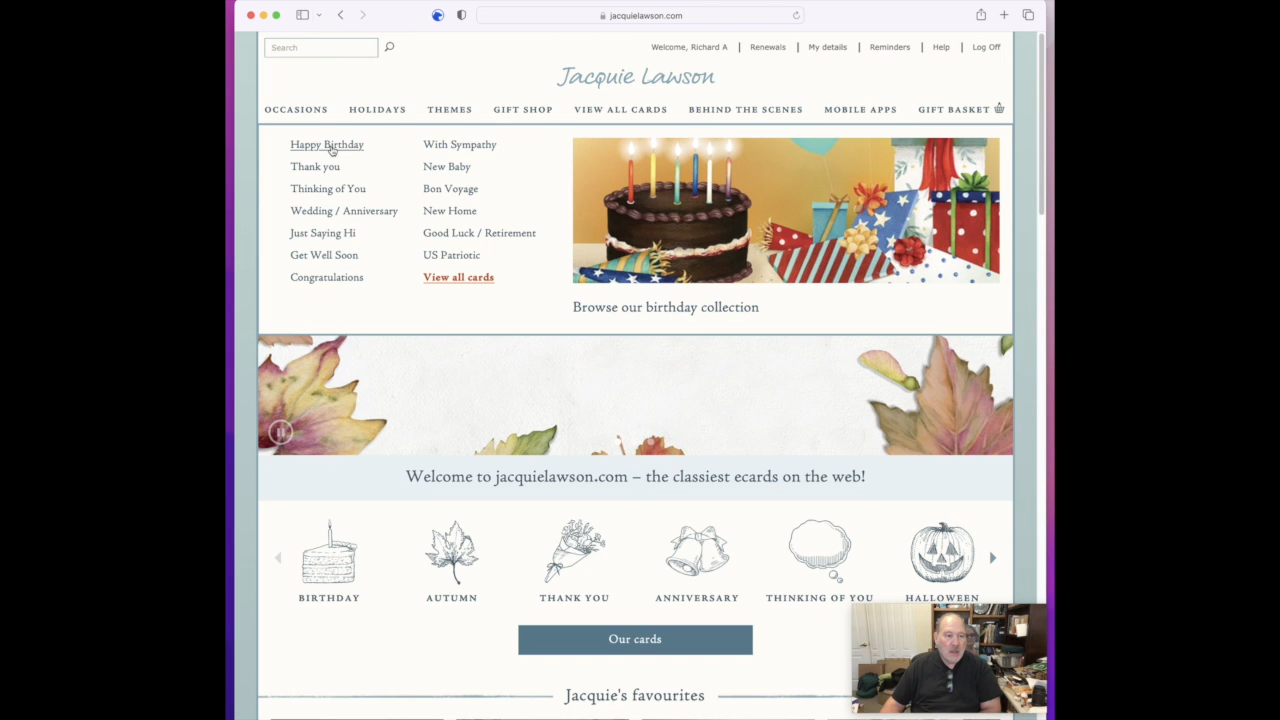 jacquielawson.com
Search
Welcome, Richard A | Renewals | My details | Reminders | Help | Log Off
Jacquie Lawson
OCCASIONS HOLIDAYS THEMES GIFT SHOP VIEW ALL CARDS BEHIND THE SCENES MOBILE APPS GIFT BASKET
Happy Birthday
Thank you
Thinking of You
Wedding / Anniversary
Just Saying Hi
Get Well Soon
Congratulations
With Sympathy
New Baby
Bon Voyage
New Home
Good Luck / Retirement
US Patriotic
View all cards
Browse our birthday collection
Welcome to jacquielawson.com – the classiest ecards on the web!
BIRTHDAY AUTUMN THANK YOU ANNIVERSARY THINKING OF YOU HALLOWEEN
Our cards
Jacquie's favourites